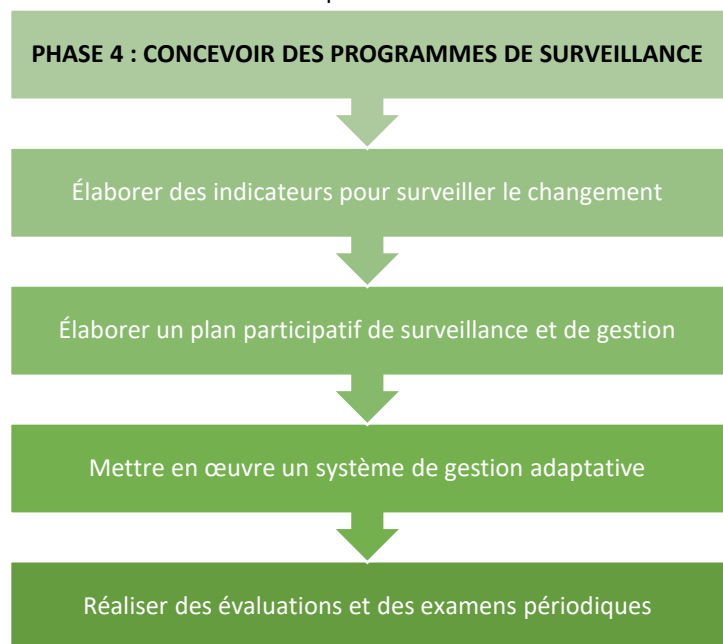 PHASE 4 : CONCEVOIR DES PROGRAMMES DE SURVEILLANCE
Élaborer des indicateurs pour surveiller le changement
Élaborer un plan participatif de surveillance et de gestion
Mettre en œuvre un système de gestion adaptative
Réaliser des évaluations et des examens périodiques